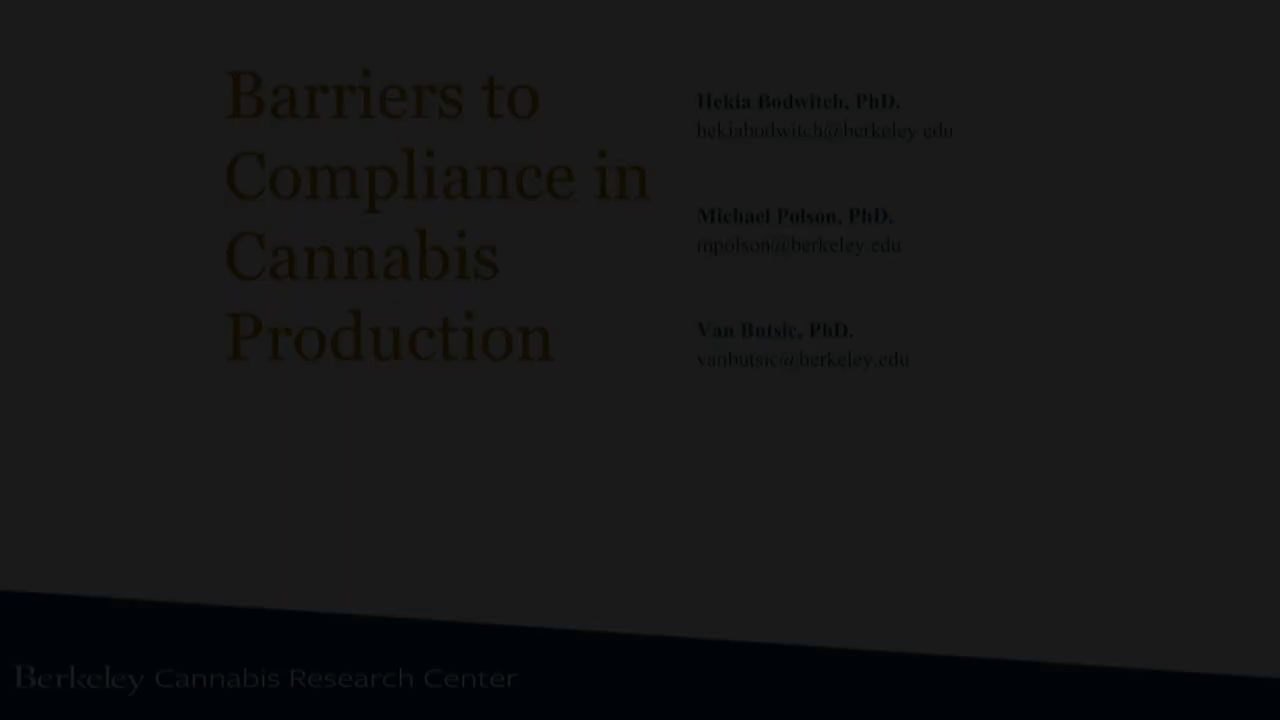 Barriers to
Compliance in
Cannabis
Production
Hekia Bodwitch, PhD.
hekiabodwitch@berkeley.edu
Michael Polson, PhD.
mpolson@berkeley.edu
Van Butsic, PhD.
vanbutsic@berkeley.edu
Berkeley Cannabis Research Center